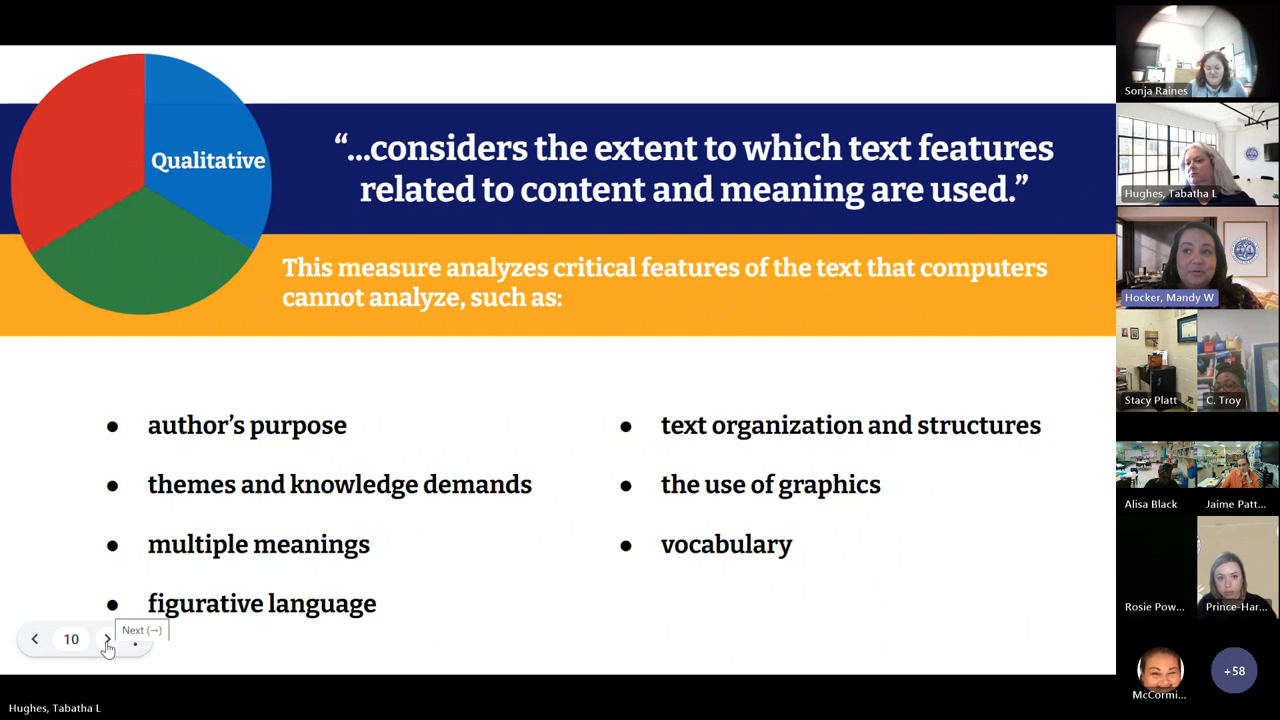 Qualitative
“...considers the extent to which text features
related to content and meaning are used.”
This measure analyzes critical features of the text that computers
cannot analyze, such as:
● author’s purpose
● themes and knowledge demands
● multiple meanings
● figurative language
● text organization and structures
● the use of graphics
● vocabulary
10
Next (→)
Hughes, Tabatha L
Sonja Raines
Hughes, Tabatha L
Hocker, Mandy W
Stacy Platt
C. Troy
Alisa Black
Jaime Patt...
Rosie Pow...
Prince-Har...
McCormi...
+58